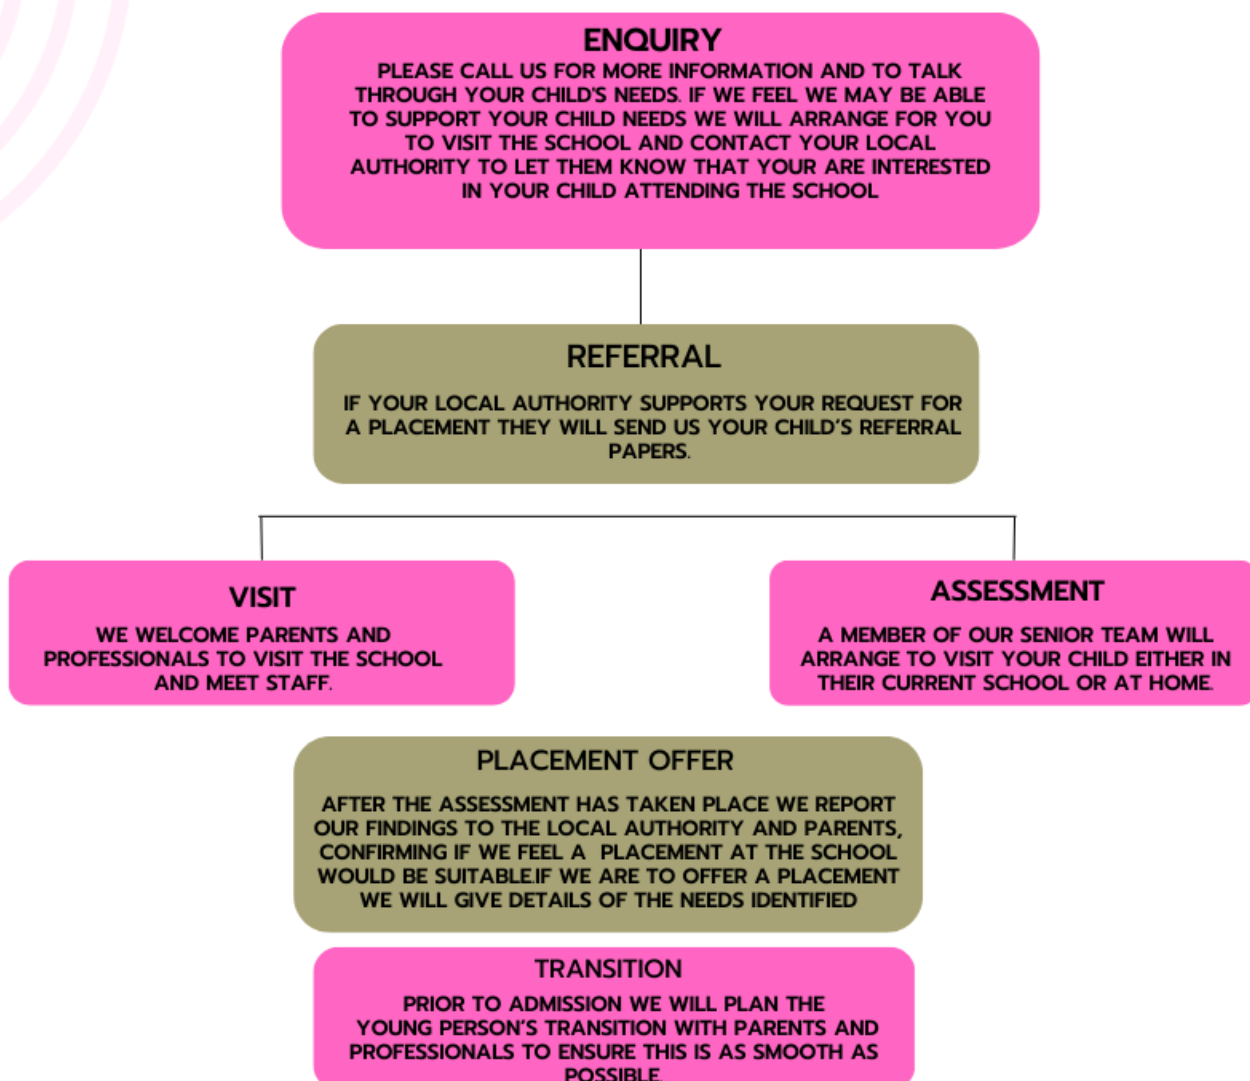 ENQUIRY
PLEASE CALL US FOR MORE INFORMATION AND TO TALK
THROUGH YOUR CHILD'S NEEDS. IF WE FEEL WE MAY BE ABLE
TO SUPPORT YOUR CHILD NEEDS WE WILL ARRANGE FOR YOU
TO VISIT THE SCHOOL AND CONTACT YOUR LOCAL
AUTHORITY TO LET THEM KNOW THAT YOUR ARE INTERESTED
IN YOUR CHILD ATTENDING THE SCHOOL
REFERRAL
IF YOUR LOCAL AUTHORITY SUPPORTS YOUR REQUEST FOR
A PLACEMENT THEY WILL SEND US YOUR CHILD'S REFERRAL
PAPERS.
VISIT
WE WELCOME PARENTS AND
PROFESSIONALS TO VISIT THE SCHOOL
AND MEET STAFF.
ASSESSMENT
A MEMBER OF OUR SENIOR TEAM WILL
ARRANGE TO VISIT YOUR CHILD EITHER IN
THEIR CURRENT SCHOOL OR AT HOME.
PLACEMENT OFFER
AFTER THE ASSESSMENT HAS TAKEN PLACE WE REPORT
OUR FINDINGS TO THE LOCAL AUTHORITY AND PARENTS,
CONFIRMING IF WE FEEL A PLACEMENT AT THE SCHOOL
WOULD BE SUITABLE.IF WE ARE TO OFFER A PLACEMENT
WE WILL GIVE DETAILS OF THE NEEDS IDENTIFIED
TRANSITION
PRIOR TO ADMISSION WE WILL PLAN THE
YOUNG PERSON'S TRANSITION WITH PARENTS AND
PROFESSIONALS TO ENSURE THIS IS AS SMOOTH AS
POSSIBLE.